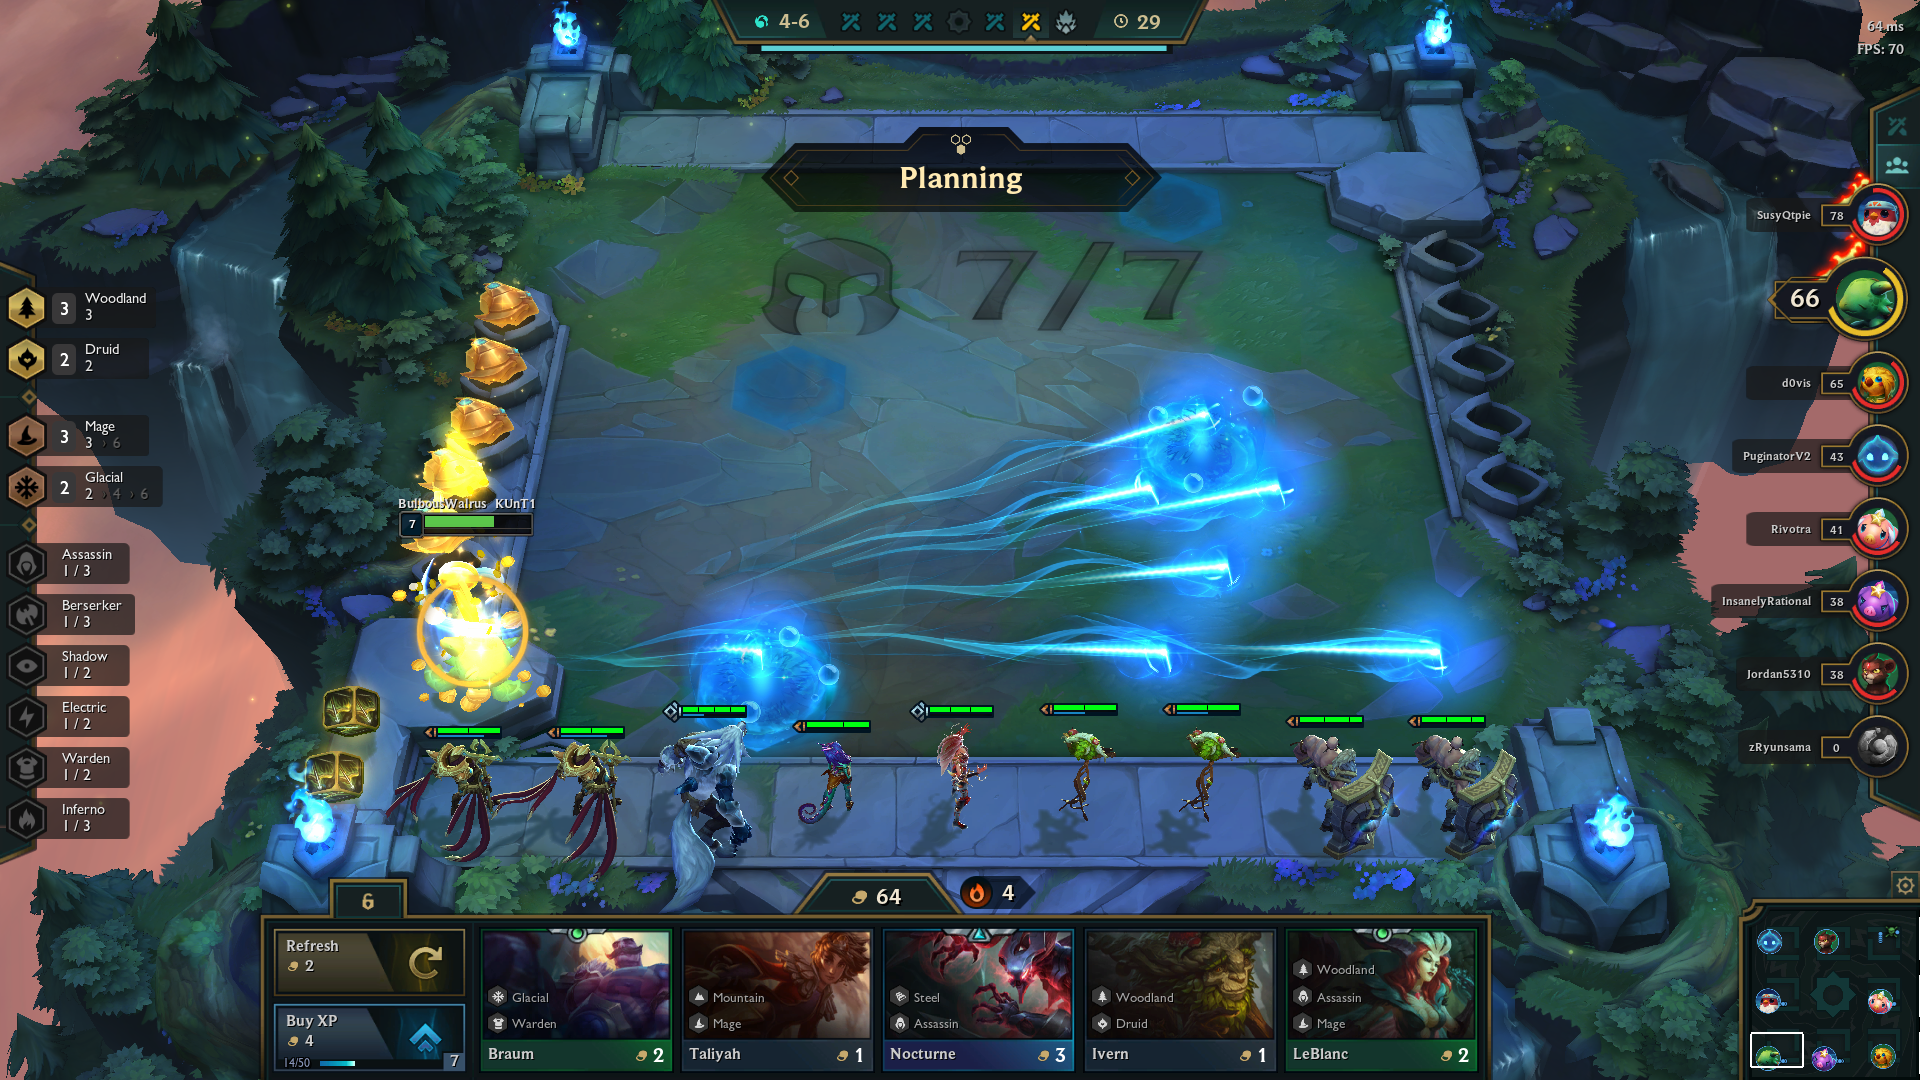 4-6
29
64 ms
FPS: 70
Planning
7/7
SusyQtpie 78
66
d0vis 65
PuginatorV2 43
Rivotra 41
InsanelyRational 38
Jordan5310 38
zRyunsama 0
3 Woodland
3
2 Druid
2
3 Mage
3 › 6
2 Glacial
2 › 4 › 6
Assassin
1 / 3
Berserker
1 / 3
Shadow
1 / 2
Electric
1 / 2
Warden
1 / 2
Inferno
1 / 3
BulbousWalrus KUnT1
7
6
64
4
Refresh
2
Buy XP
4
14/50
7
Glacial
Warden
Braum 2
Mountain
Mage
Taliyah 1
Steel
Assassin
Nocturne 3
Woodland
Druid
Ivern 1
Woodland
Assassin
Mage
LeBlanc 2